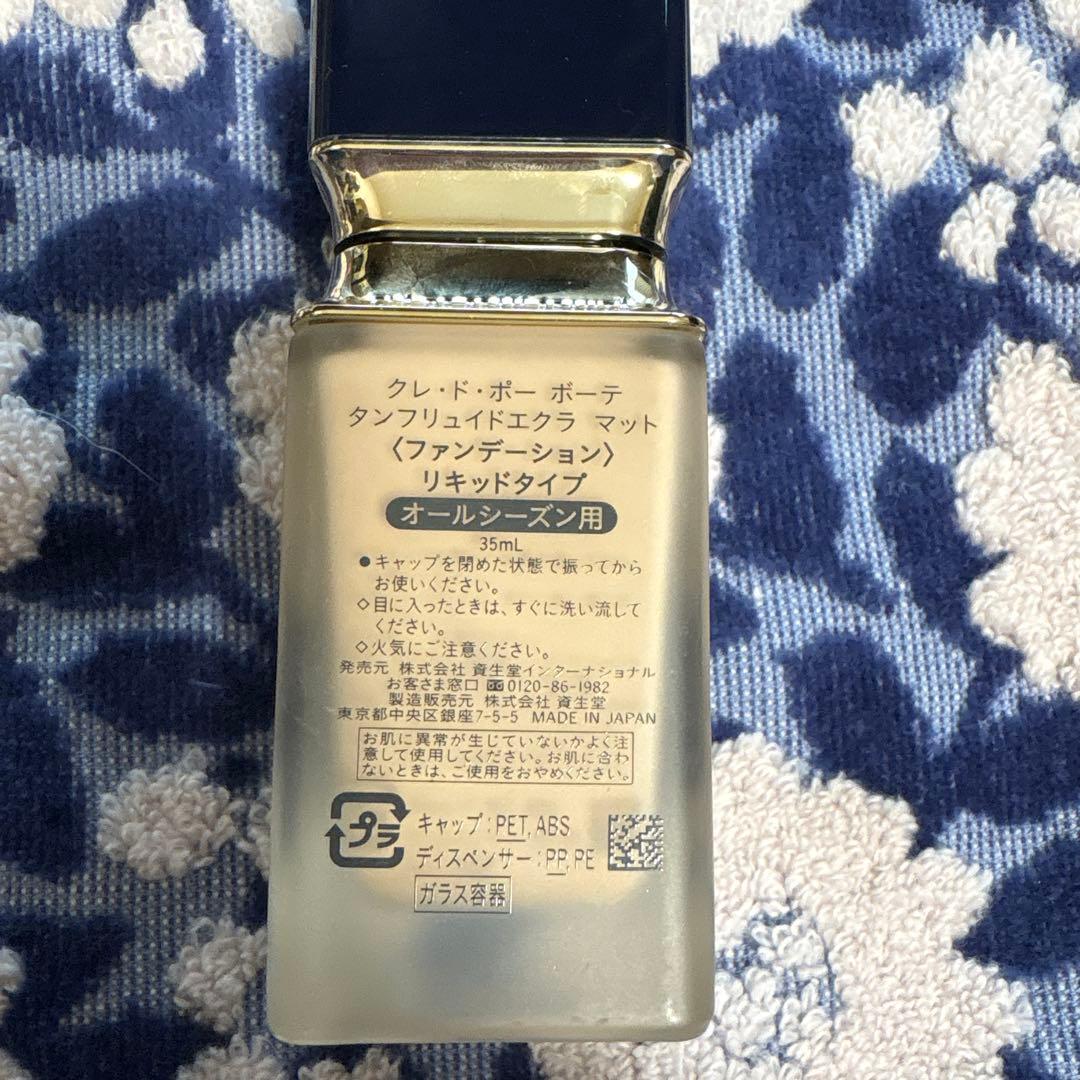 クレ・ド・ポー ボーテ
タンフリュイドエクラ マット
〈ファンデーション〉
リキッドタイプ
オールシーズン用
35mL
●キャップを閉めた状態で振ってから
お使いください。
◇目に入ったときは、すぐに洗い流して
ください。
◇火気にご注意ください。
発売元 株式会社 資生堂インターナショナル
お客さま窓口 0120-86-1982
製造販売元 株式会社 資生堂
東京都中央区銀座7-5-5 MADE IN JAPAN
お肌に異常が生じていないかよく注
意して使用してください。お肌に合わ
ないときは、ご使用をおやめください。
プラ
キャップ:PET, ABS
ディスペンサー:PP, PE
ガラス容器